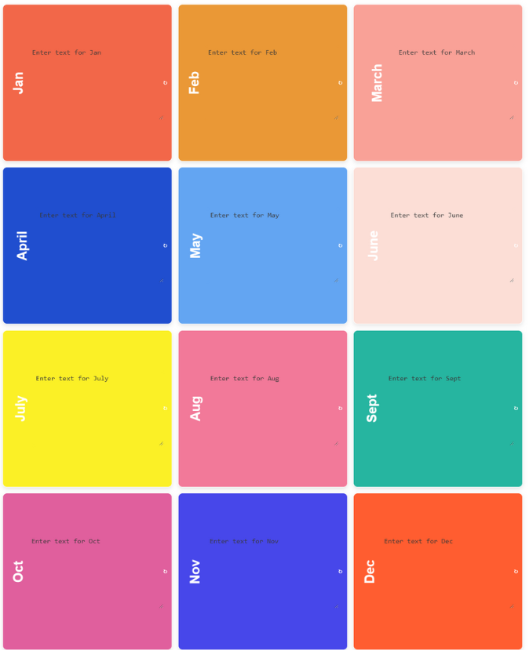 Enter text for Jan
Jan
Enter text for Feb
Feb
Enter text for March
March
Enter text for April
April
Enter text for May
May
Enter text for June
June
Enter text for July
July
Enter text for Aug
Aug
Enter text for Sept
Sept
Enter text for Oct
Oct
Enter text for Nov
Nov
Enter text for Dec
Dec